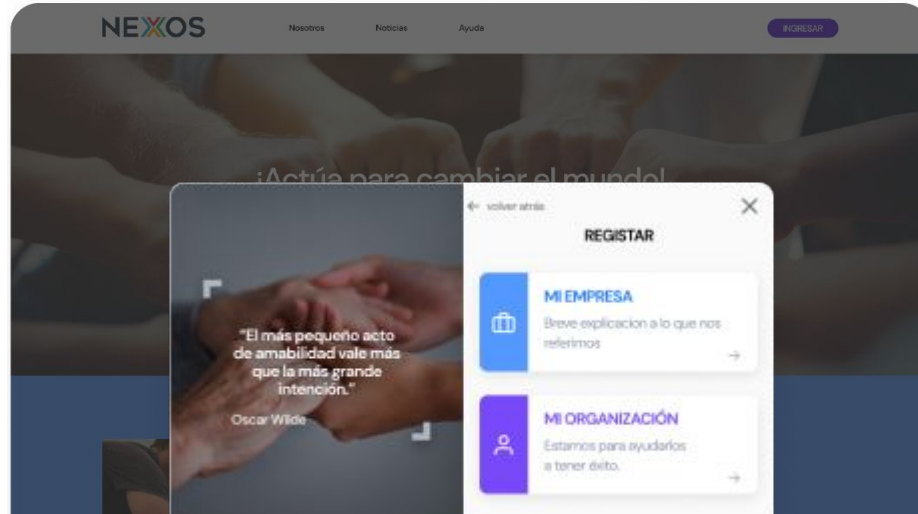 NEXOS
Nosotros
Noticias
Ayuda
INGRESAR
¡Actúa para cambiar el mundo!
volver atrás
REGISTAR
"El más pequeño acto
de amabilidad vale más
que la más grande
intención."
Oscar Wilde
MI EMPRESA
Breve explicacion a lo que nos
referimos
MI ORGANIZACIÓN
Estamos para ayudarlos
a tener éxito.